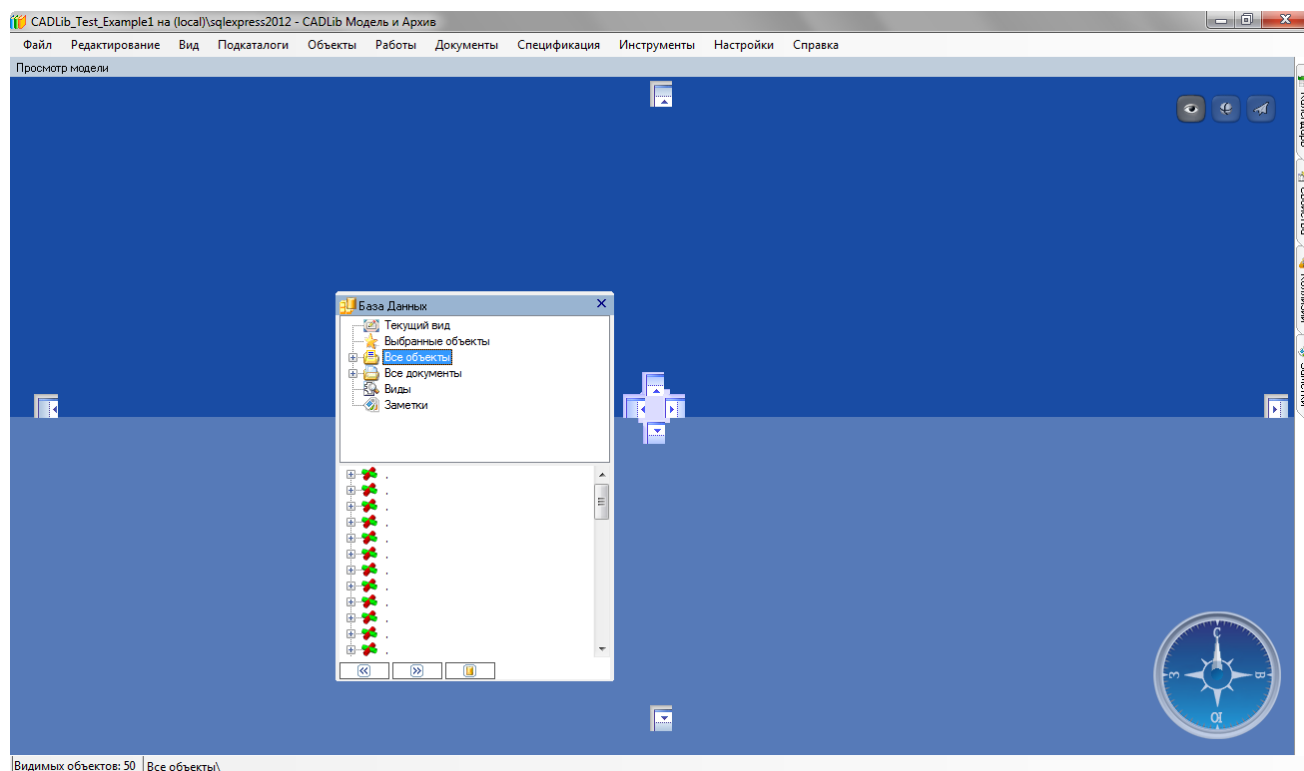 CADLib_Test_Example1 на (local)\sqlexpress2012 - CADLib Модель и Архив
Файл Редактирование Вид Подкаталоги Объекты Работы Документы Спецификация Инструменты Настройки Справка
Просмотр модели
База Данных
Текущий вид
Выбранные объекты
Все объекты
Все документы
Виды
Заметки
С
З
В
Ю
Видимых объектов: 50 Все объекты\